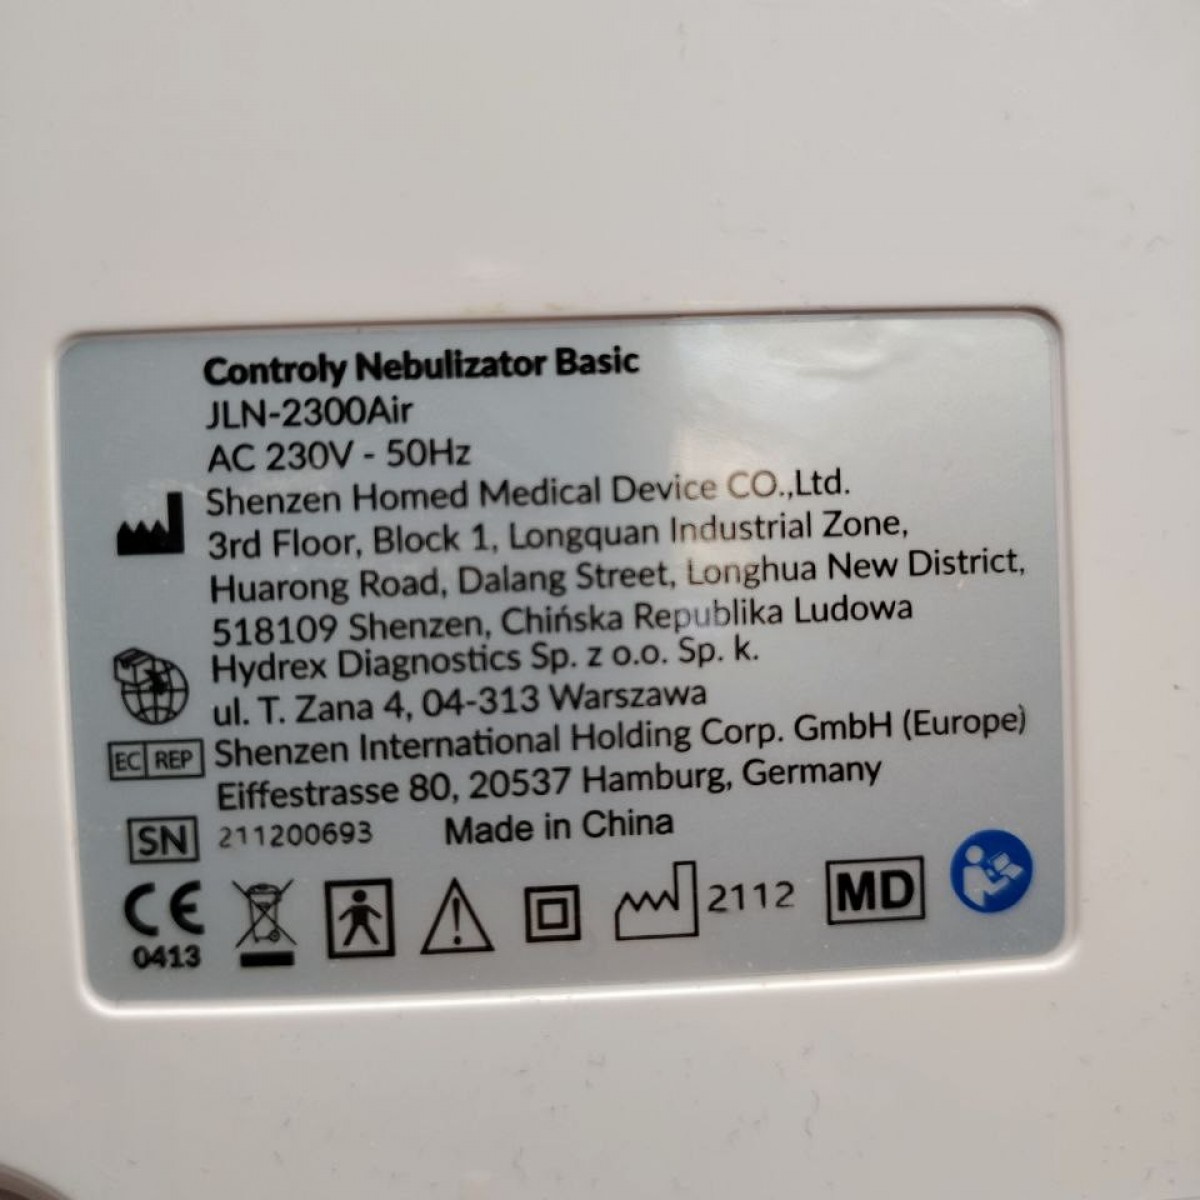 Controly Nebulizator Basic
JLN-2300Air
AC 230V - 50Hz
Shenzen Homed Medical Device CO.,Ltd.
3rd Floor, Block 1, Longquan Industrial Zone,
Huarong Road, Dalang Street, Longhua New District,
518109 Shenzen, Chińska Republika Ludowa
Hydrex Diagnostics Sp. z o.o. Sp. k.
ul. T. Zana 4, 04-313 Warszawa
EC REP Shenzen International Holding Corp. GmbH (Europe)
Eiffestrasse 80, 20537 Hamburg, Germany
SN 211200693 Made in China
CE 2112 MD
0413